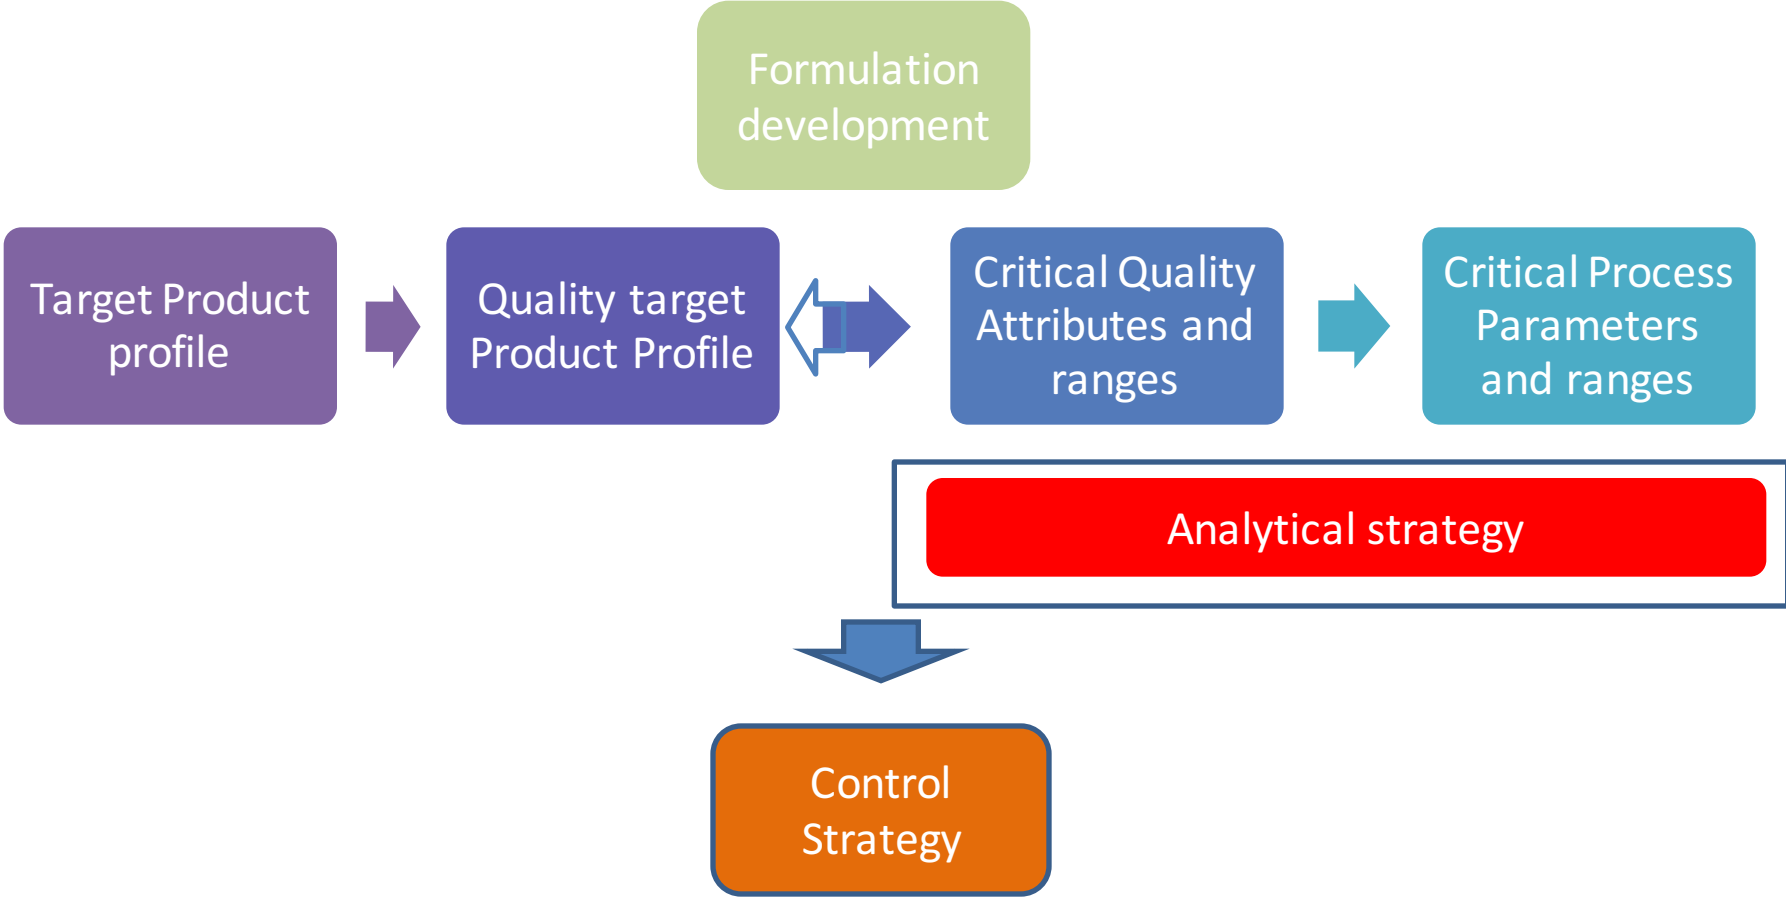 Formulation
development
Target Product
profile
Quality target
Product Profile
Critical Quality
Attributes and
ranges
Critical Process
Parameters
and ranges
Analytical strategy
Control
Strategy